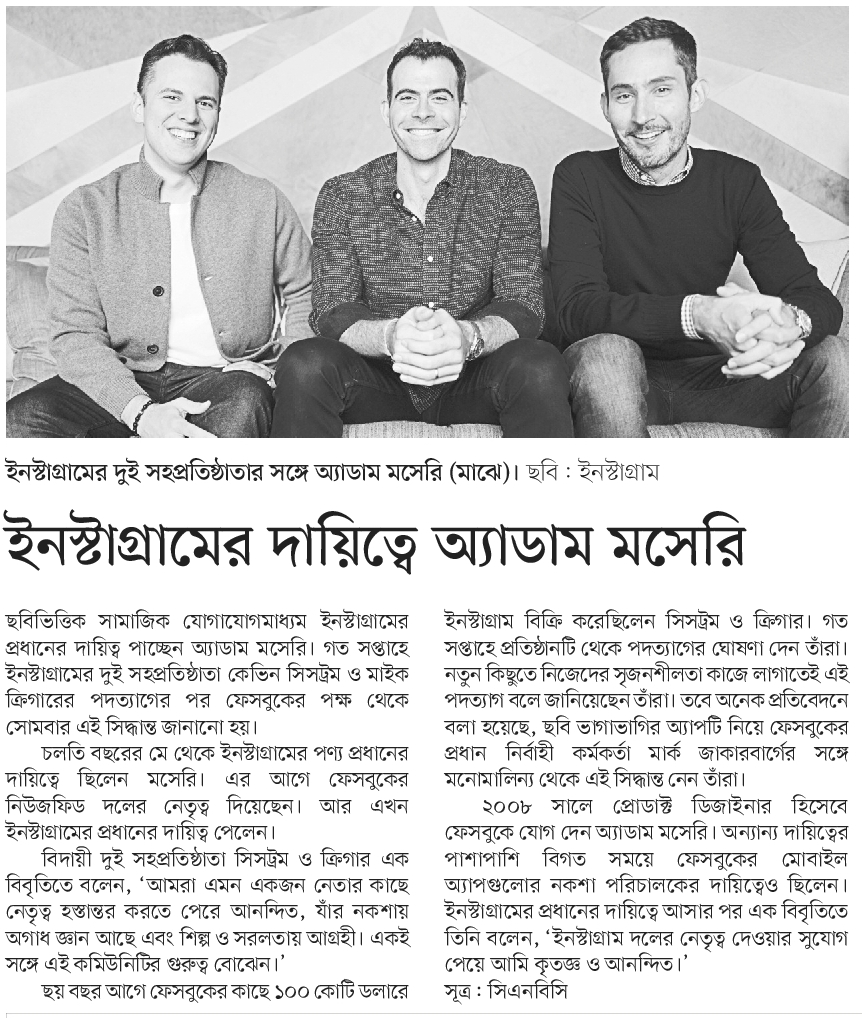 ইনস্টাগ্রামের দুই সহপ্রতিষ্ঠাতার সঙ্গে অ্যাডাম মসেরি (মাঝে)। ছবি : ইনস্টাগ্রাম
ইনস্টাগ্রামের দায়িত্বে অ্যাডাম মসেরি
ছবিভিত্তিক সামাজিক যোগাযোগমাধ্যম ইনস্টাগ্রামের
প্রধানের দায়িত্ব পাচ্ছেন অ্যাডাম মসেরি। গত সপ্তাহে
ইনস্টাগ্রামের দুই সহপ্রতিষ্ঠাতা কেভিন সিসট্রম ও মাইক
ক্রিগারের পদত্যাগের পর ফেসবুকের পক্ষ থেকে
সোমবার এই সিদ্ধান্ত জানানো হয়।
চলতি বছরের মে থেকে ইনস্টাগ্রামের পণ্য প্রধানের
দায়িত্বে ছিলেন মসেরি। এর আগে ফেসবুকের
নিউজফিড দলের নেতৃত্ব দিয়েছেন। আর এখন
ইনস্টাগ্রামের প্রধানের দায়িত্ব পেলেন।
বিদায়ী দুই সহপ্রতিষ্ঠাতা সিসট্রম ও ক্রিগার এক
বিবৃতিতে বলেন, ‘আমরা এমন একজন নেতার কাছে
নেতৃত্ব হস্তান্তর করতে পেরে আনন্দিত, যাঁর নকশায়
অগাধ জ্ঞান আছে এবং শিল্প ও সরলতায় আগ্রহী। একই
সঙ্গে এই কমিউনিটির গুরুত্ব বোঝেন।’
ছয় বছর আগে ফেসবুকের কাছে ১০০ কোটি ডলারে
ইনস্টাগ্রাম বিক্রি করেছিলেন সিসট্রম ও ক্রিগার। গত
সপ্তাহে প্রতিষ্ঠানটি থেকে পদত্যাগের ঘোষণা দেন তাঁরা।
নতুন কিছুতে নিজেদের সৃজনশীলতা কাজে লাগাতেই এই
পদত্যাগ বলে জানিয়েছেন তাঁরা। তবে অনেক প্রতিবেদনে
বলা হয়েছে, ছবি ভাগাভাগির অ্যাপটি নিয়ে ফেসবুকের
প্রধান নির্বাহী কর্মকর্তা মার্ক জাকারবার্গের সঙ্গে
মনোমালিন্য থেকে এই সিদ্ধান্ত নেন তাঁরা।
২০০৮ সালে প্রোডাক্ট ডিজাইনার হিসেবে
ফেসবুকে যোগ দেন অ্যাডাম মসেরি। অন্যান্য দায়িত্বের
পাশাপাশি বিগত সময়ে ফেসবুকের মোবাইল
অ্যাপগুলোর নকশা পরিচালকের দায়িত্বেও ছিলেন।
ইনস্টাগ্রামের প্রধানের দায়িত্বে আসার পর এক বিবৃতিতে
তিনি বলেন, ‘ইনস্টাগ্রাম দলের নেতৃত্ব দেওয়ার সুযোগ
পেয়ে আমি কৃতজ্ঞ ও আনন্দিত।’
সূত্র : সিএনবিসি